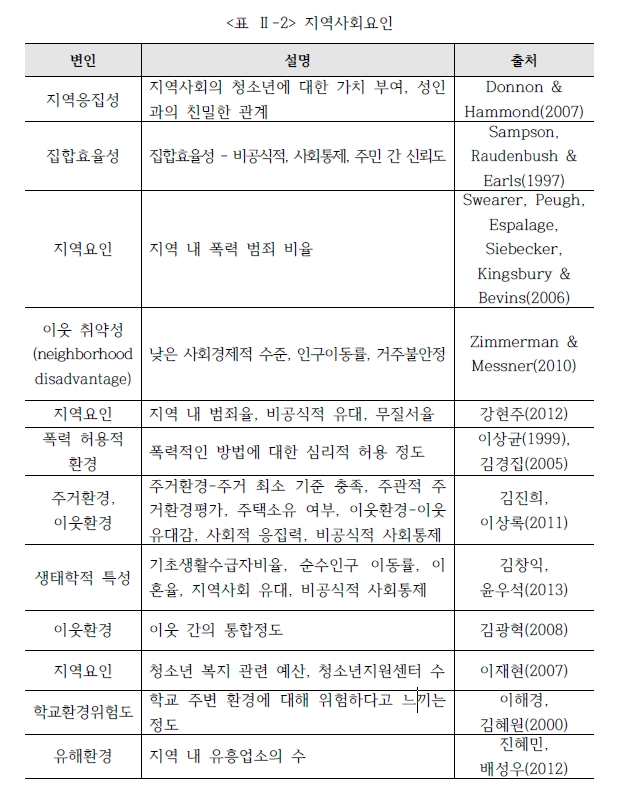 <표 Ⅱ-2> 지역사회요인
변인 설명 출처
지역응집성 지역사회의 청소년에 대한 가치 부여, 성인
과의 친밀한 관계 Donnon &
Hammond(2007)
집합효율성 집합효율성 - 비공식적, 사회통제, 주민 간 신뢰도 Sampson,
Raudenbush &
Earls(1997)
지역요인 지역 내 폭력 범죄 비율 Swearer, Peugh,
Espalage,
Siebecker,
Kingsbury &
Bevins(2006)
이웃 취약성
(neighborhood
disadvantage) 낮은 사회경제적 수준, 인구이동률, 거주불안정 Zimmerman &
Messner(2010)
지역요인 지역 내 범죄율, 비공식적 유대, 무질서율 강현주(2012)
폭력 허용적
환경 폭력적인 방법에 대한 심리적 허용 정도 이상균(1999),
김경집(2005)
주거환경,
이웃환경 주거환경-주거 최소 기준 충족, 주관적 주
거환경평가, 주택소유 여부, 이웃환경-이웃
유대감, 사회적 응집력, 비공식적 사회통제 김진희,
이상록(2011)
생태학적 특성 기초생활수급자비율, 순수인구 이동률, 이
혼율, 지역사회 유대, 비공식적 사회통제 김창익,
윤우석(2013)
이웃환경 이웃 간의 통합정도 김광혁(2008)
지역요인 청소년 복지 관련 예산, 청소년지원센터 수 이재현(2007)
학교환경위험도 학교 주변 환경에 대해 위험하다고 느끼는
정도 이해경,
김혜원(2000)
유해환경 지역 내 유흥업소의 수 진혜민,
배성우(2012)